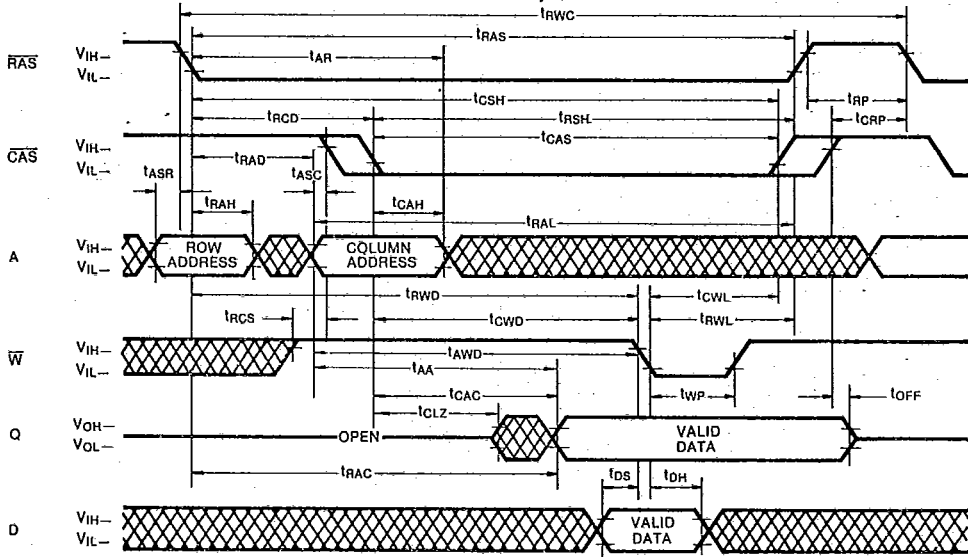 tRWC
tRAS
tAR
RAS
VIH–
VIL–
tCSH
tRP
tRCD
tRSH
tCRP
tCAS
CAS
VIH–
VIL–
tRAD
tASC
tASR
tRAH
tCAH
tRAL
A
VIH–
VIL–
ROW ADDRESS
COLUMN ADDRESS
tRWD
tCWL
tRCS
tCWD
tRWL
W
VIH–
VIL–
tAWD
tAA
tWP
tCAC
tOFF
tCLZ
Q
VOH–
VOL–
OPEN
VALID DATA
tRAC
tDS
tDH
D
VIH–
VIL–
VALID DATA